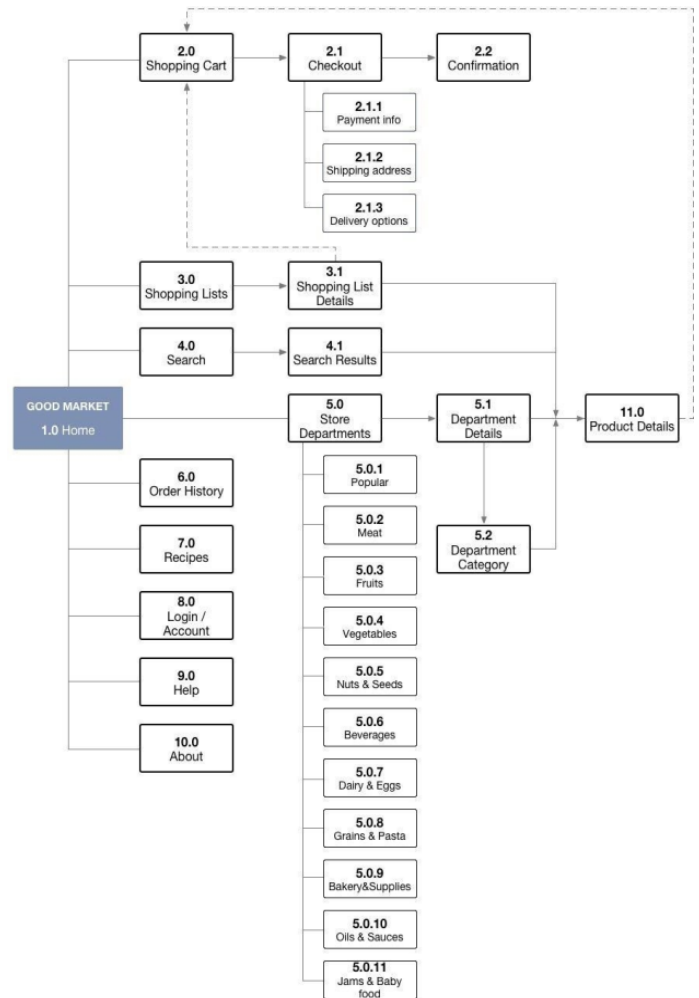 2.0
Shopping Cart
2.1
Checkout
2.2
Confirmation
2.1.1
Payment info
2.1.2
Shipping address
2.1.3
Delivery options
3.0
Shopping Lists
3.1
Shopping List
Details
4.0
Search
4.1
Search Results
GOOD MARKET
1.0 Home
5.0
Store
Departments
5.1
Department
Details
11.0
Product Details
5.2
Department
Category
6.0
Order History
7.0
Recipes
8.0
Login /
Account
9.0
Help
10.0
About
5.0.1
Popular
5.0.2
Meat
5.0.3
Fruits
5.0.4
Vegetables
5.0.5
Nuts & Seeds
5.0.6
Beverages
5.0.7
Dairy & Eggs
5.0.8
Grains & Pasta
5.0.9
Bakery&Supplies
5.0.10
Oils & Sauces
5.0.11
Jams & Baby
food